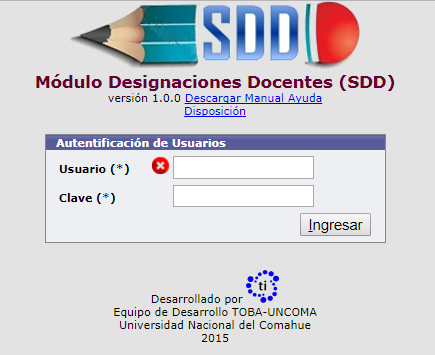 SDD
Módulo Designaciones Docentes (SDD)
versión 1.0.0 Descargar Manual Ayuda
Disposición
Autentificación de Usuarios
Usuario (*)
Clave (*)
Ingresar
Desarrollado por ti
Equipo de Desarrollo TOBA-UNCOMA
Universidad Nacional del Comahue
2015